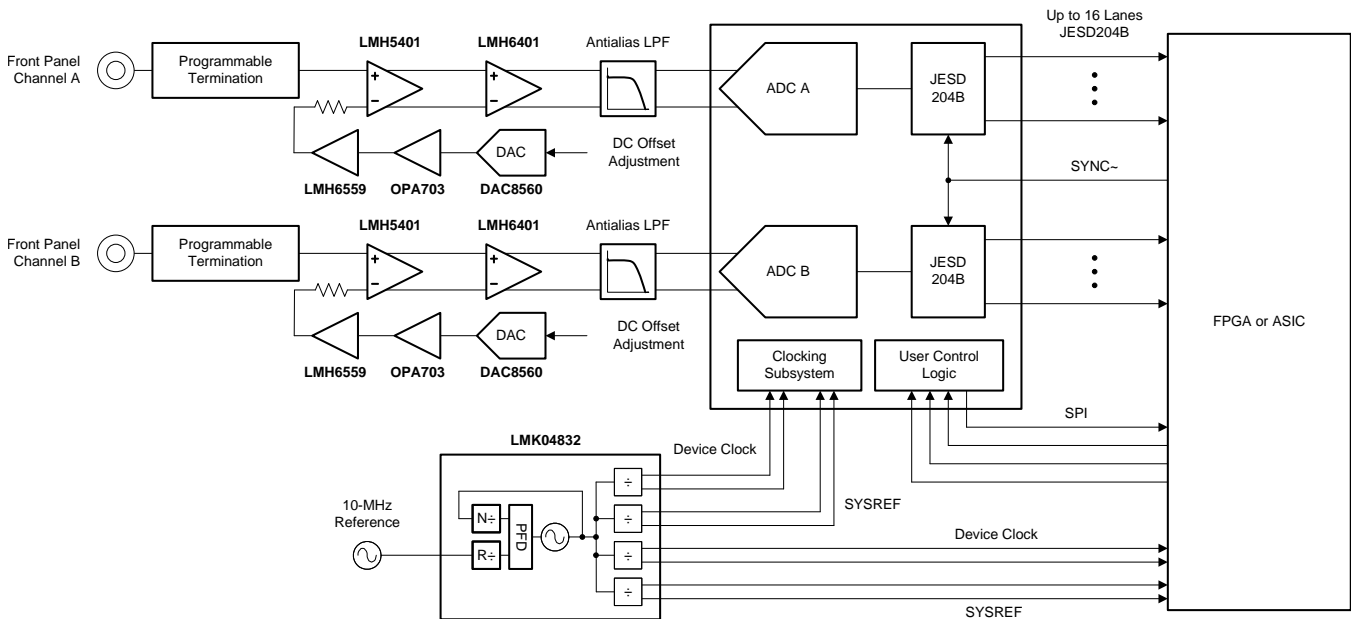 Up to 16 Lanes
JESD204B
Front Panel
Channel A
Programmable
Termination
LMH5401
+
−
LMH6401
+
−
Antialias LPF
ADC A
JESD
204B
LMH6559
OPA703
DAC
DAC8560
DC Offset
Adjustment
SYNC~
Front Panel
Channel B
Programmable
Termination
LMH5401
+
−
LMH6401
+
−
Antialias LPF
ADC B
JESD
204B
LMH6559
OPA703
DAC
DAC8560
DC Offset
Adjustment
FPGA or ASIC
Clocking
Subsystem
User Control
Logic
SPI
LMK04832
Device Clock
10-MHz
Reference
N÷
R÷
PFD
÷
÷
÷
÷
SYSREF
Device Clock
SYSREF